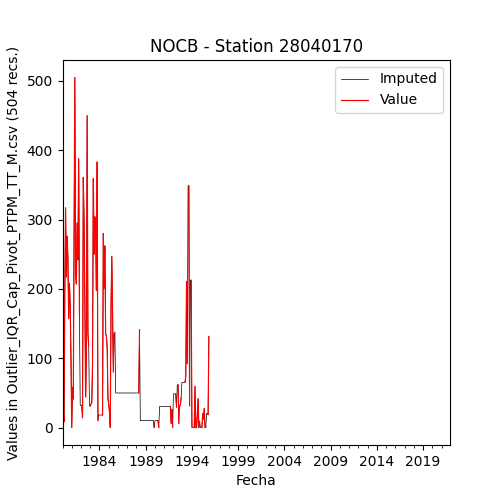 NOCB - Station 28040170
Values in Outlier_IQR_Cap_Pivot_PTPM_TT_M.csv (504 recs.)
500
400
300
200
100
0
Imputed
Value
1984 1989 1994 1999 2004 2009 2014 2019
Fecha